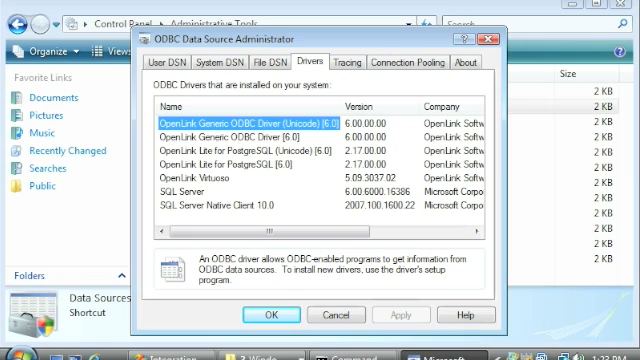 Control Panel ▸ Administrative Tools
Search
Organize
Views
Favorite Links
Documents
Pictures
Music
Recently Changed
Searches
Public
Folders
Size
2 KB
2 KB
2 KB
2 KB
2 KB
2 KB
2 KB
2 KB
2 KB
2 KB
ODBC Data Source Administrator
User DSN
System DSN
File DSN
Drivers
Tracing
Connection Pooling
About
ODBC Drivers that are installed on your system:
Name Version Company
OpenLink Generic ODBC Driver (Unicode) [6.0] 6.00.00.00 OpenLink Softw
OpenLink Generic ODBC Driver [6.0] 6.00.00.00 OpenLink Softw
OpenLink Lite for PostgreSQL (Unicode) [6.0] 2.17.00.00 OpenLink Softw
OpenLink Lite for PostgreSQL [6.0] 2.17.00.00 OpenLink Softw
OpenLink Virtuoso 5.09.3037.02 OpenLink Softw
SQL Server 6.00.6000.16386 Microsoft Corpo
SQL Server Native Client 10.0 2007.100.1600.22 Microsoft Corpo
An ODBC driver allows ODBC-enabled programs to get information from
ODBC data sources. To install new drivers, use the driver's setup
program.
OK
Cancel
Apply
Help
Data Sources
Shortcut
Integration
3 Windo
Command
Microsoft
1:23 PM